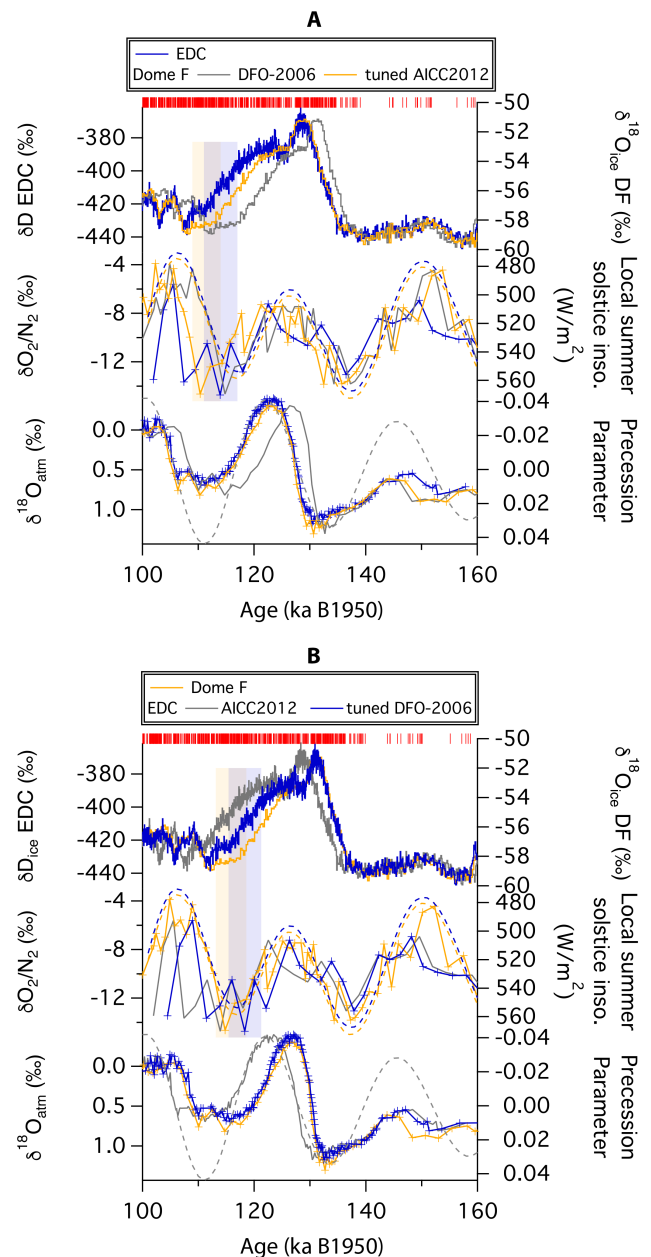 A
EDC
Dome F DFO-2006 tuned AICC2012
-380
-400
-420
-440
δD EDC (‰)
-50
-52
-54
-56
-58
-60
δ18Oice DF (‰)
-4
-8
-12
δO2/N2 (‰)
480
500
520
540
560
Local summer
solstice inso.
(W/m2)
0.0
0.5
1.0
δ18Oatm (‰)
-0.04
-0.02
0.00
0.02
0.04
Precession
Parameter
100 120 140 160
Age (ka B1950)
B
Dome F
EDC AICC2012 tuned DFO-2006
-380
-400
-420
-440
δDice EDC (‰)
-50
-52
-54
-56
-58
-60
δ18Oice DF (‰)
-4
-8
-12
δO2/N2 (‰)
480
500
520
540
560
Local summer
solstice inso.
(W/m2)
0.0
0.5
1.0
δ18Oatm (‰)
-0.04
-0.02
0.00
0.02
0.04
Precession
Parameter
100 120 140 160
Age (ka B1950)